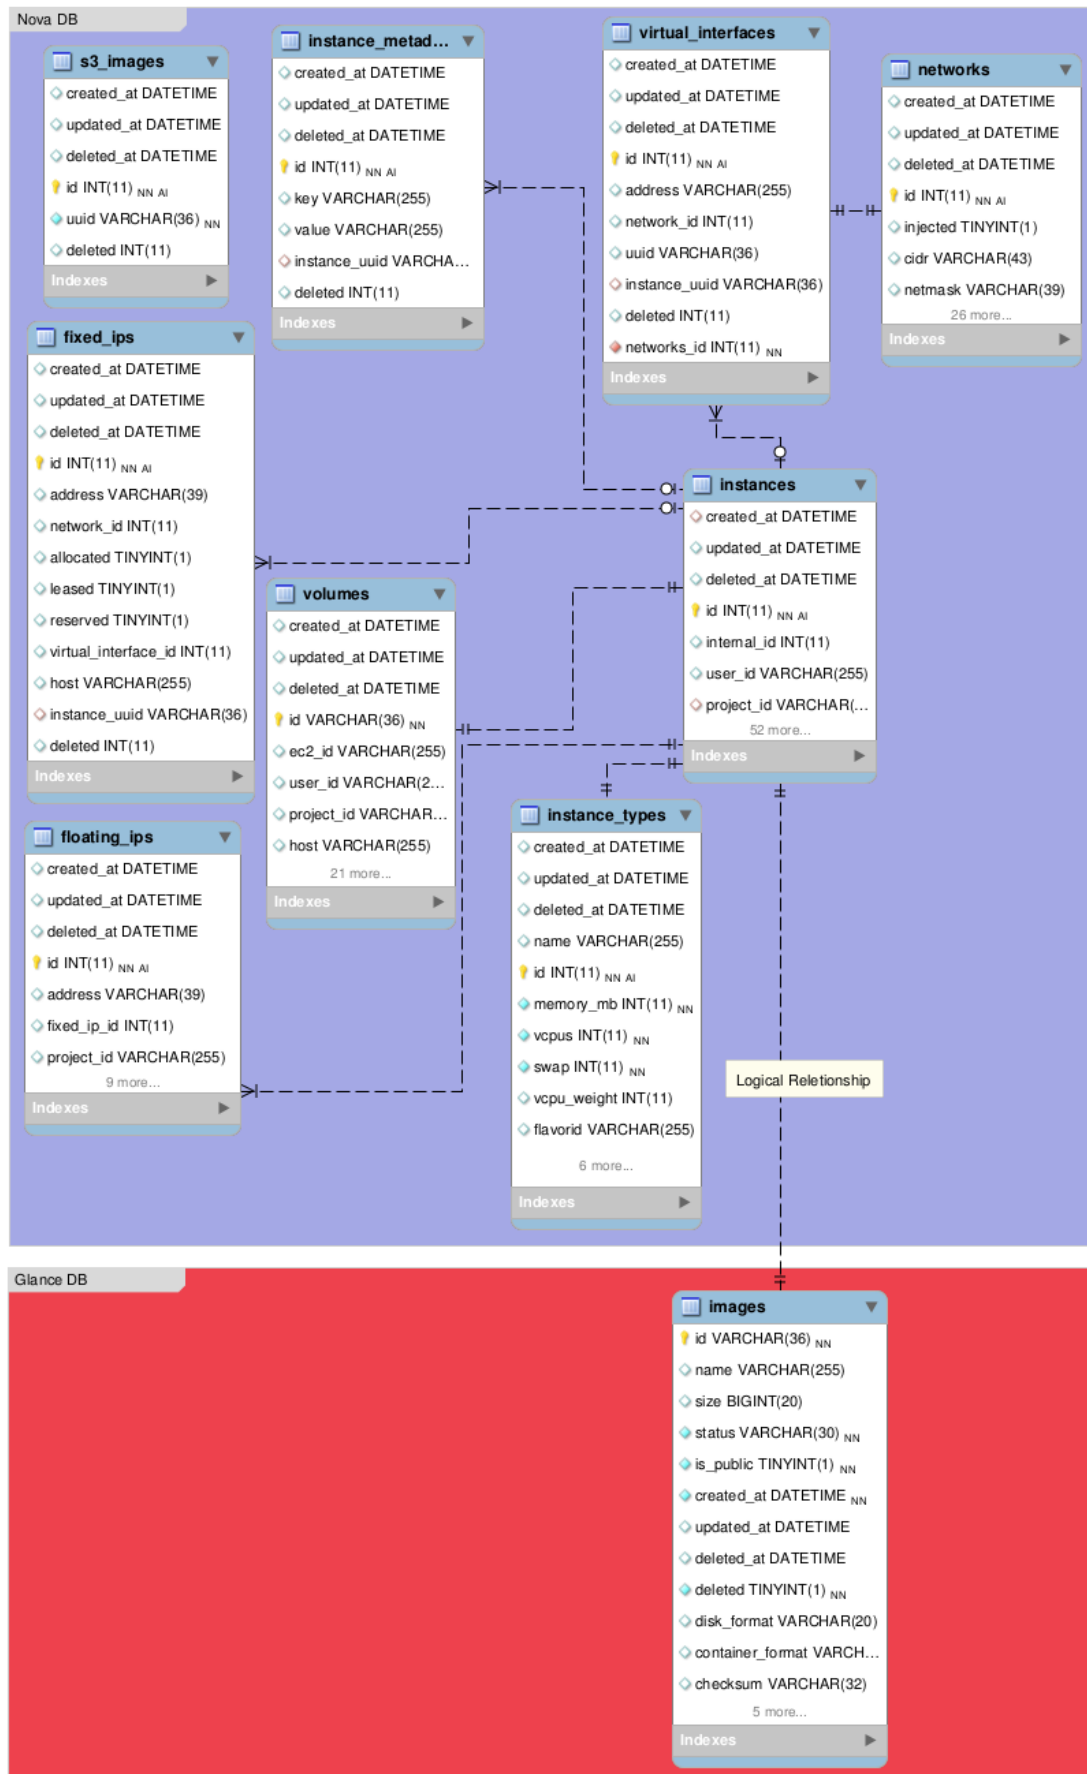 Nova DB
s3_images
created_at DATETIME
updated_at DATETIME
deleted_at DATETIME
id INT(11) NN AI
uuid VARCHAR(36) NN
deleted INT(11)
Indexes
instance_metad...
created_at DATETIME
updated_at DATETIME
deleted_at DATETIME
id INT(11) NN AI
key VARCHAR(255)
value VARCHAR(255)
instance_uuid VARCHA...
deleted INT(11)
Indexes
virtual_interfaces
created_at DATETIME
updated_at DATETIME
deleted_at DATETIME
id INT(11) NN AI
address VARCHAR(255)
network_id INT(11)
uuid VARCHAR(36)
instance_uuid VARCHAR(36)
deleted INT(11)
networks_id INT(11) NN
Indexes
networks
created_at DATETIME
updated_at DATETIME
deleted_at DATETIME
id INT(11) NN AI
injected TINYINT(1)
cidr VARCHAR(43)
netmask VARCHAR(39)
26 more...
Indexes
fixed_ips
created_at DATETIME
updated_at DATETIME
deleted_at DATETIME
id INT(11) NN AI
address VARCHAR(39)
network_id INT(11)
allocated TINYINT(1)
leased TINYINT(1)
reserved TINYINT(1)
virtual_interface_id INT(11)
host VARCHAR(255)
instance_uuid VARCHAR(36)
deleted INT(11)
Indexes
volumes
created_at DATETIME
updated_at DATETIME
deleted_at DATETIME
id VARCHAR(36) NN
ec2_id VARCHAR(255)
user_id VARCHAR(2...
project_id VARCHAR...
host VARCHAR(255)
21 more...
Indexes
instances
created_at DATETIME
updated_at DATETIME
deleted_at DATETIME
id INT(11) NN AI
internal_id INT(11)
user_id VARCHAR(255)
project_id VARCHAR(...
52 more...
Indexes
floating_ips
created_at DATETIME
updated_at DATETIME
deleted_at DATETIME
id INT(11) NN AI
address VARCHAR(39)
fixed_ip_id INT(11)
project_id VARCHAR(255)
9 more...
Indexes
instance_types
created_at DATETIME
updated_at DATETIME
deleted_at DATETIME
name VARCHAR(255)
id INT(11) NN AI
memory_mb INT(11) NN
vcpus INT(11) NN
swap INT(11) NN
vcpu_weight INT(11)
flavorid VARCHAR(255)
6 more...
Indexes
Logical Reletionship
Glance DB
images
id VARCHAR(36) NN
name VARCHAR(255)
size BIGINT(20)
status VARCHAR(30) NN
is_public TINYINT(1) NN
created_at DATETIME NN
updated_at DATETIME
deleted_at DATETIME
deleted TINYINT(1) NN
disk_format VARCHAR(20)
container_format VARCH...
checksum VARCHAR(32)
5 more...
Indexes